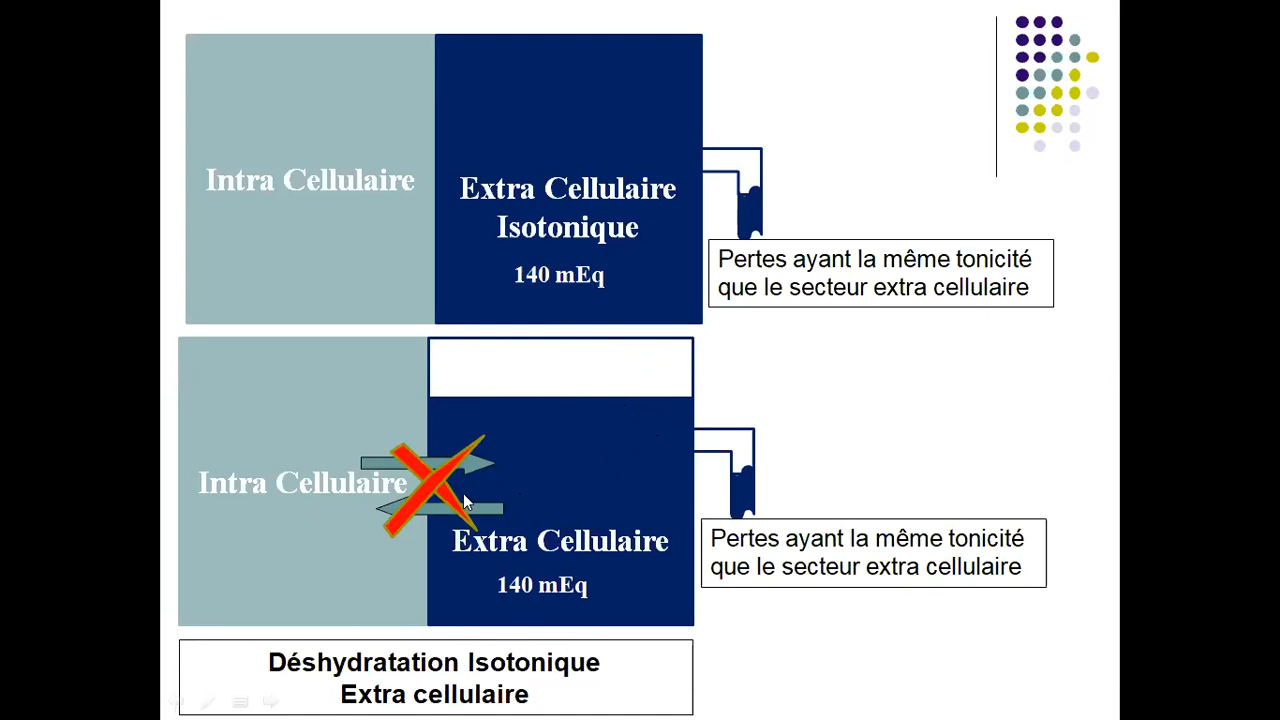 Intra Cellulaire
Extra Cellulaire
Isotonique
140 mEq
Pertes ayant la même tonicité
que le secteur extra cellulaire
Intra Cellulaire
Extra Cellulaire
140 mEq
Pertes ayant la même tonicité
que le secteur extra cellulaire
Déshydratation Isotonique
Extra cellulaire